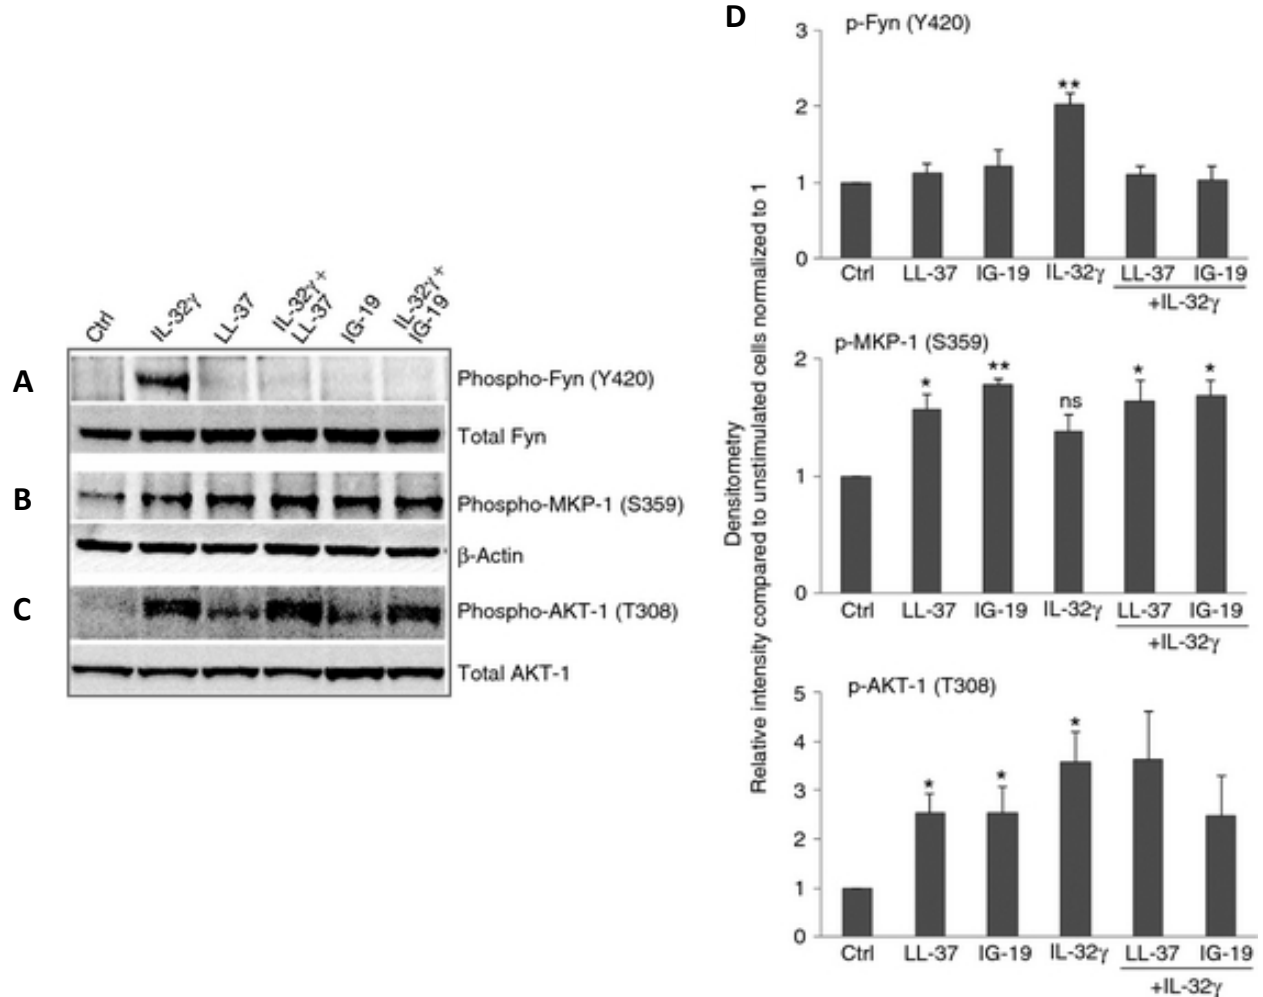 Ctrl
IL-32γ
LL-37
IL-32γ+
LL-37
IG-19
IL-32γ+
IG-19
A
Phospho-Fyn (Y420)
Total Fyn
B
Phospho-MKP-1 (S359)
β-Actin
C
Phospho-AKT-1 (T308)
Total AKT-1
D
Densitometry
Relative intensity compared to unstimulated cells normalized to 1
p-Fyn (Y420)
3
2
1
0
**
Ctrl LL-37 IG-19 IL-32γ LL-37 IG-19
+IL-32γ
p-MKP-1 (S359)
2
1
0
* ** ns * *
Ctrl LL-37 IG-19 IL-32γ LL-37 IG-19
+IL-32γ
p-AKT-1 (T308)
5
4
3
2
1
0
* * *
Ctrl LL-37 IG-19 IL-32γ LL-37 IG-19
+IL-32γ